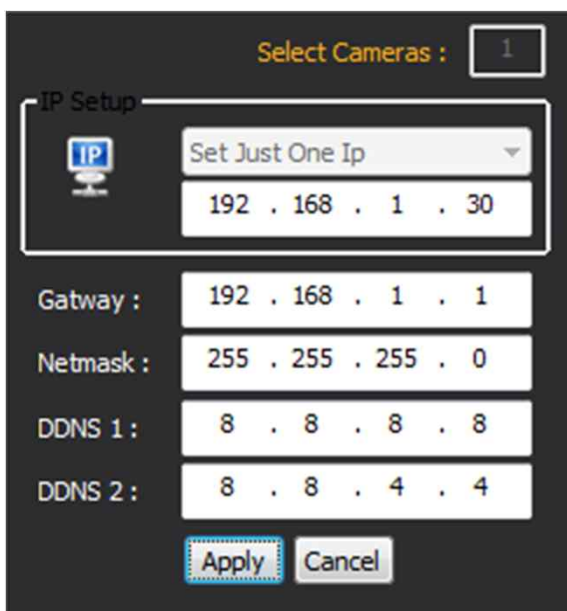 Select Cameras : 1
IP Setup
IP
Set Just One Ip
192 . 168 . 1 . 30
Gatway : 192 . 168 . 1 . 1
Netmask : 255 . 255 . 255 . 0
DDNS 1 : 8 . 8 . 8 . 8
DDNS 2 : 8 . 8 . 4 . 4
Apply Cancel